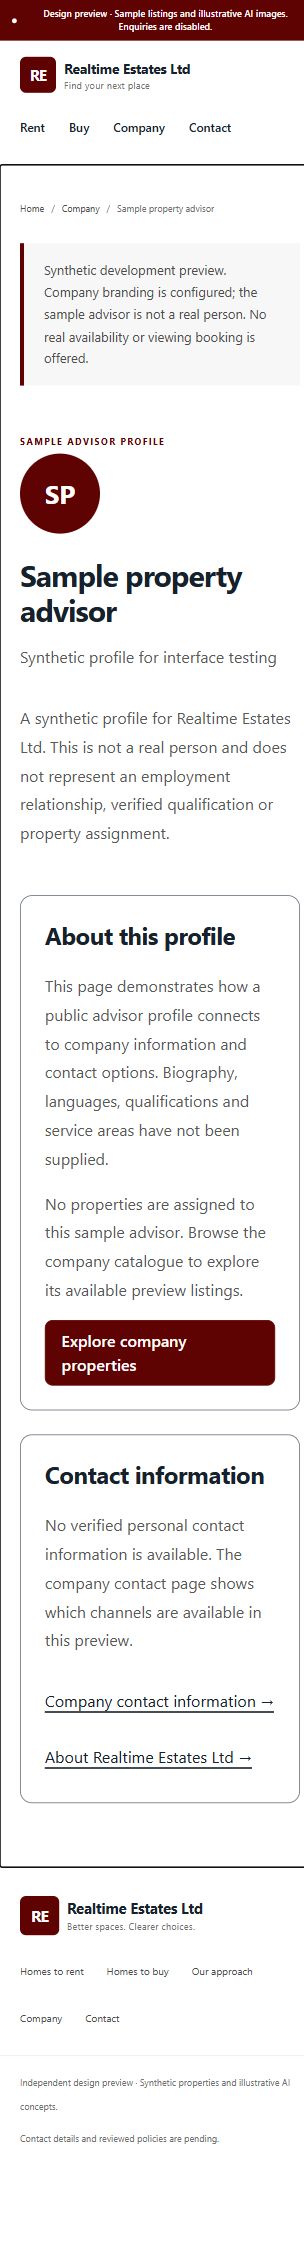 Design preview · Sample listings and illustrative AI images.
Enquiries are disabled.
RE
Realtime Estates Ltd
Find your next place
Rent Buy Company Contact
Home / Company / Sample property advisor
Synthetic development preview.
Company branding is configured; the
sample advisor is not a real person. No
real availability or viewing booking is
offered.
SAMPLE ADVISOR PROFILE
SP
Sample property
advisor
Synthetic profile for interface testing
A synthetic profile for Realtime Estates
Ltd. This is not a real person and does
not represent an employment
relationship, verified qualification or
property assignment.
About this profile
This page demonstrates how a
public advisor profile connects
to company information and
contact options. Biography,
languages, qualifications and
service areas have not been
supplied.
No properties are assigned to
this sample advisor. Browse the
company catalogue to explore
its available preview listings.
Explore company
properties
Contact information
No verified personal contact
information is available. The
company contact page shows
which channels are available in
this preview.
Company contact information →
About Realtime Estates Ltd →
RE
Realtime Estates Ltd
Better spaces. Clearer choices.
Homes to rent Homes to buy Our approach
Company Contact
Independent design preview · Synthetic properties and illustrative AI
concepts.
Contact details and reviewed policies are pending.